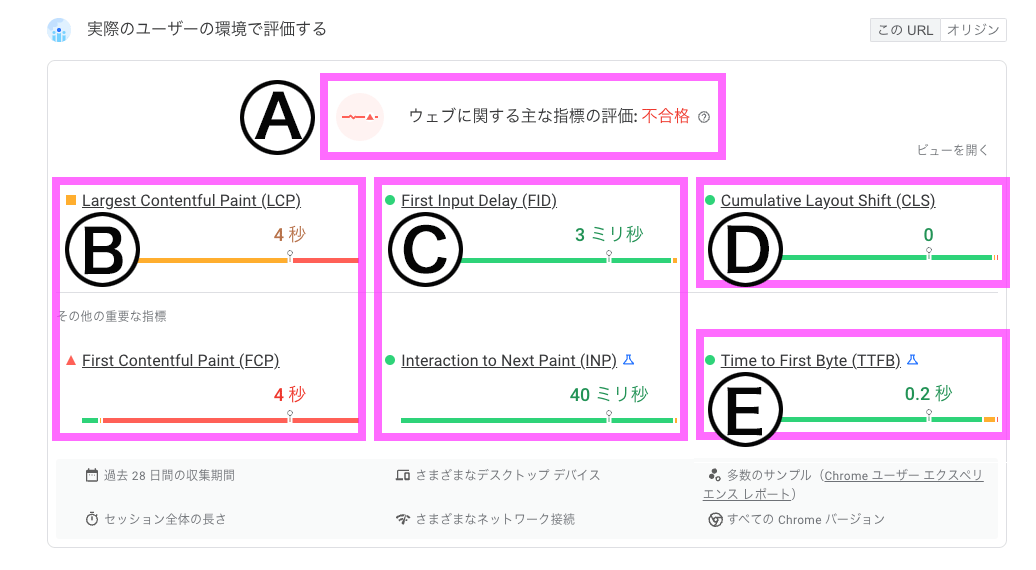 実際のユーザーの環境で評価する
この URL オリジン
A
ウェブに関する主な指標の評価: 不合格
ビューを開く
Largest Contentful Paint (LCP)
4 秒
B
First Input Delay (FID)
3 ミリ秒
C
Cumulative Layout Shift (CLS)
0
D
その他の重要な指標
First Contentful Paint (FCP)
4 秒
Interaction to Next Paint (INP)
40 ミリ秒
Time to First Byte (TTFB)
0.2 秒
E
過去 28 日間の収集期間
さまざまなデスクトップ デバイス
多数のサンプル（Chrome ユーザー エクスペリ
エンス レポート）
セッション全体の長さ
さまざまなネットワーク接続
すべての Chrome バージョン